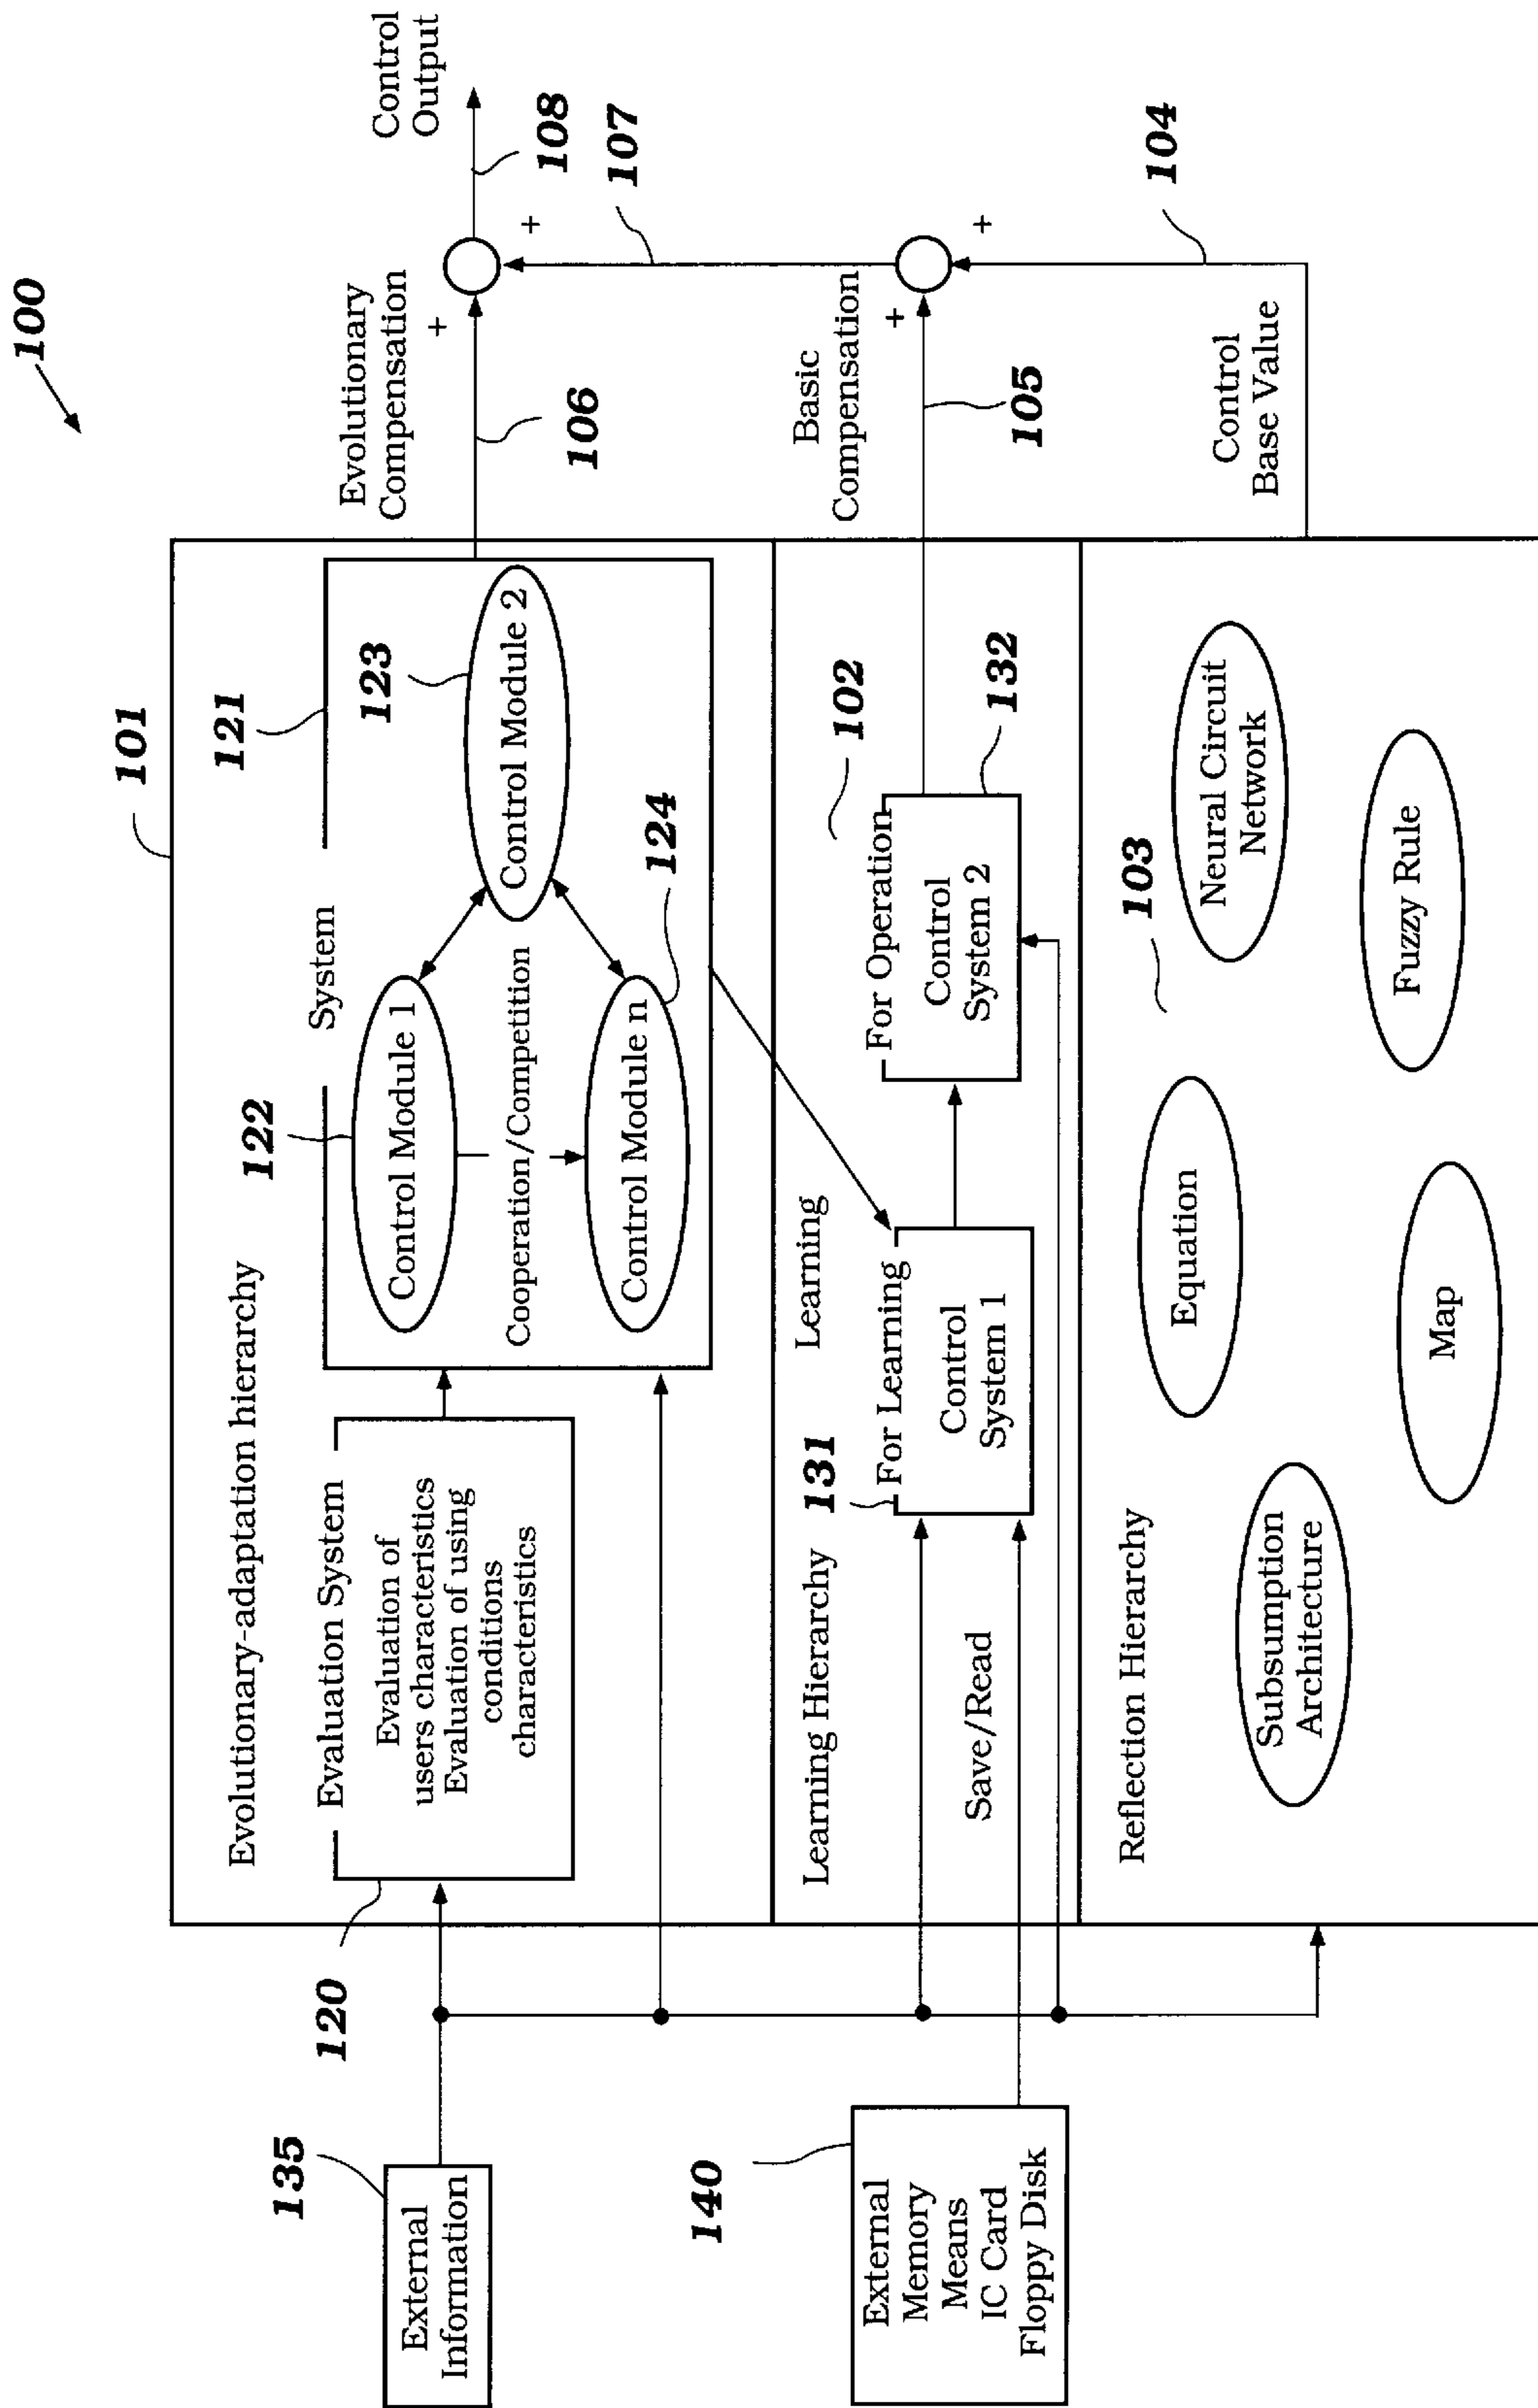 100
101
Evolutionary-adaptation hierarchy
120
Evaluation System
Evaluation of
users characteristics
Evaluation of using
conditions
characteristics
System
121
122
Control Module 1
123
Control Module 2
Cooperation/Competition
124
Control Module n
Evolutionary
Compensation
106
+
+
Control
Output
108
107
135
External
Information
140
External
Memory
Means
IC Card
Floppy Disk
Learning Hierarchy
Save/Read
Learning
131
For Learning
Control
System 1
102
For Operation
Control
System 2
132
Basic
Compensation
105
+
+
104
Control
Base Value
Reflection Hierarchy
103
Subsumption
Architecture
Equation
Neural Circuit
Network
Map
Fuzzy Rule